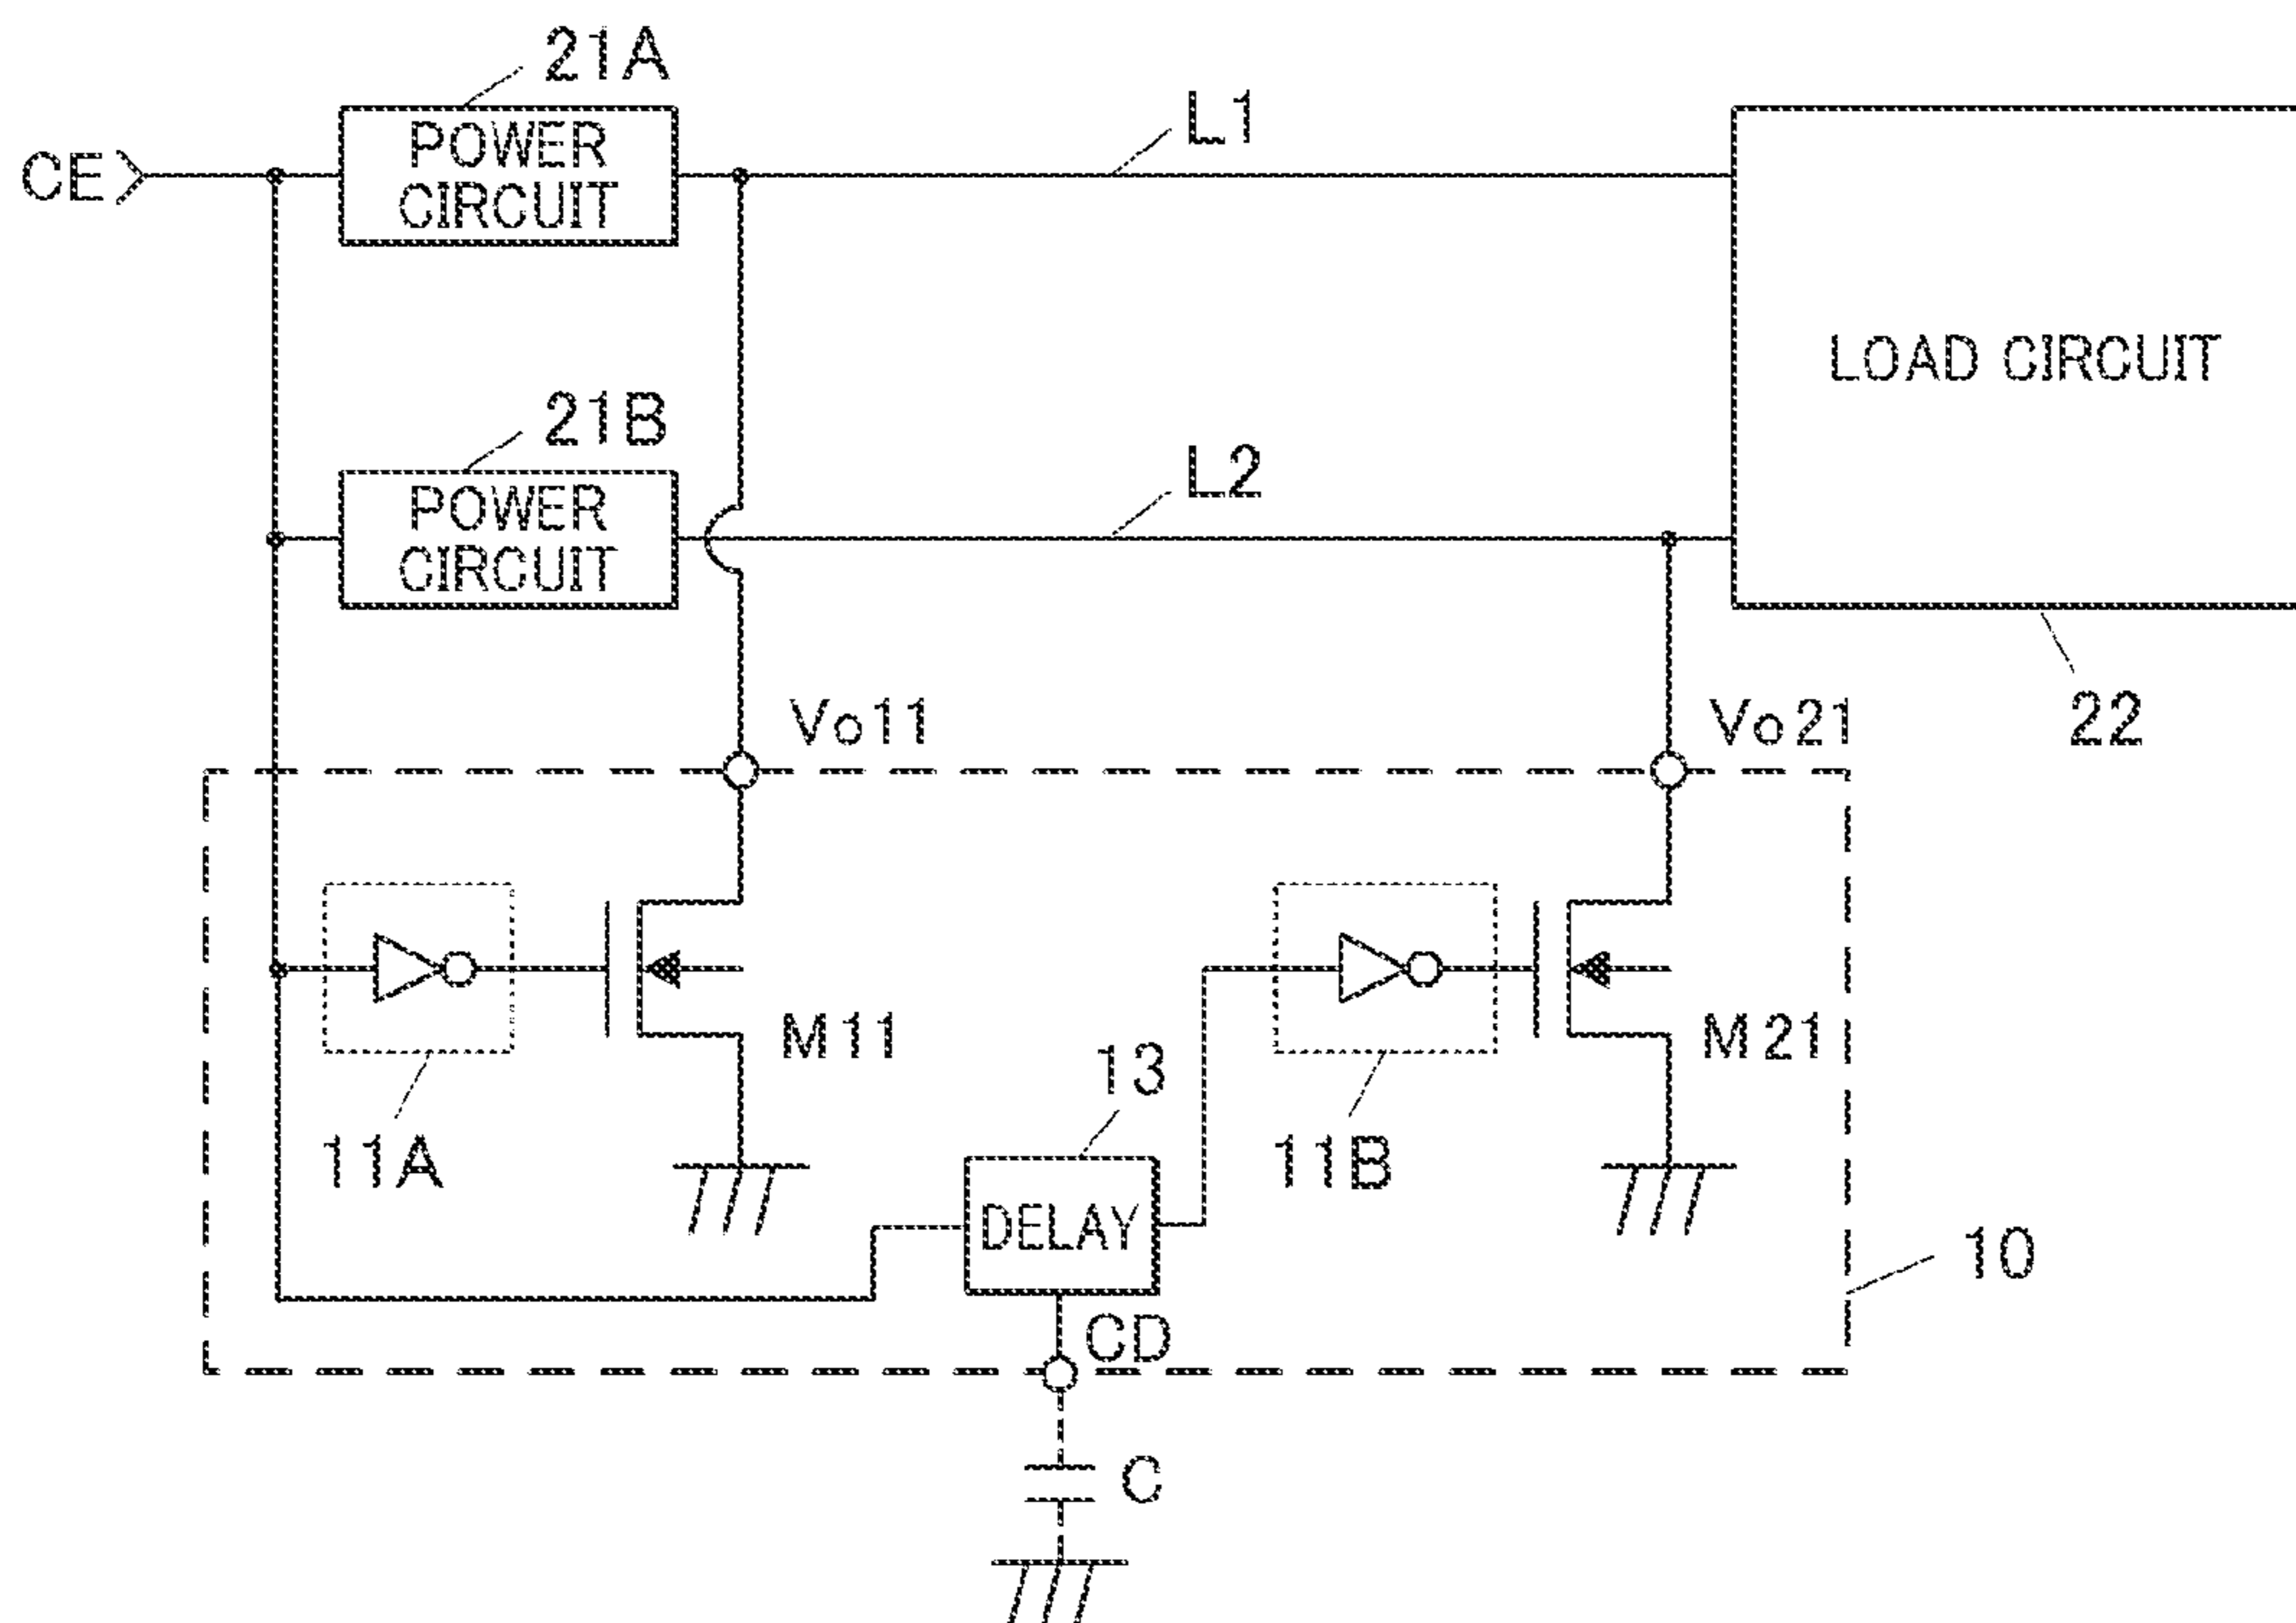 21A
POWER
CIRCUIT
CE
L1
LOAD CIRCUIT
21B
POWER
CIRCUIT
L2
22
Vo11
Vo21
M11
M21
13
11A
11B
DELAY
10
CD
C